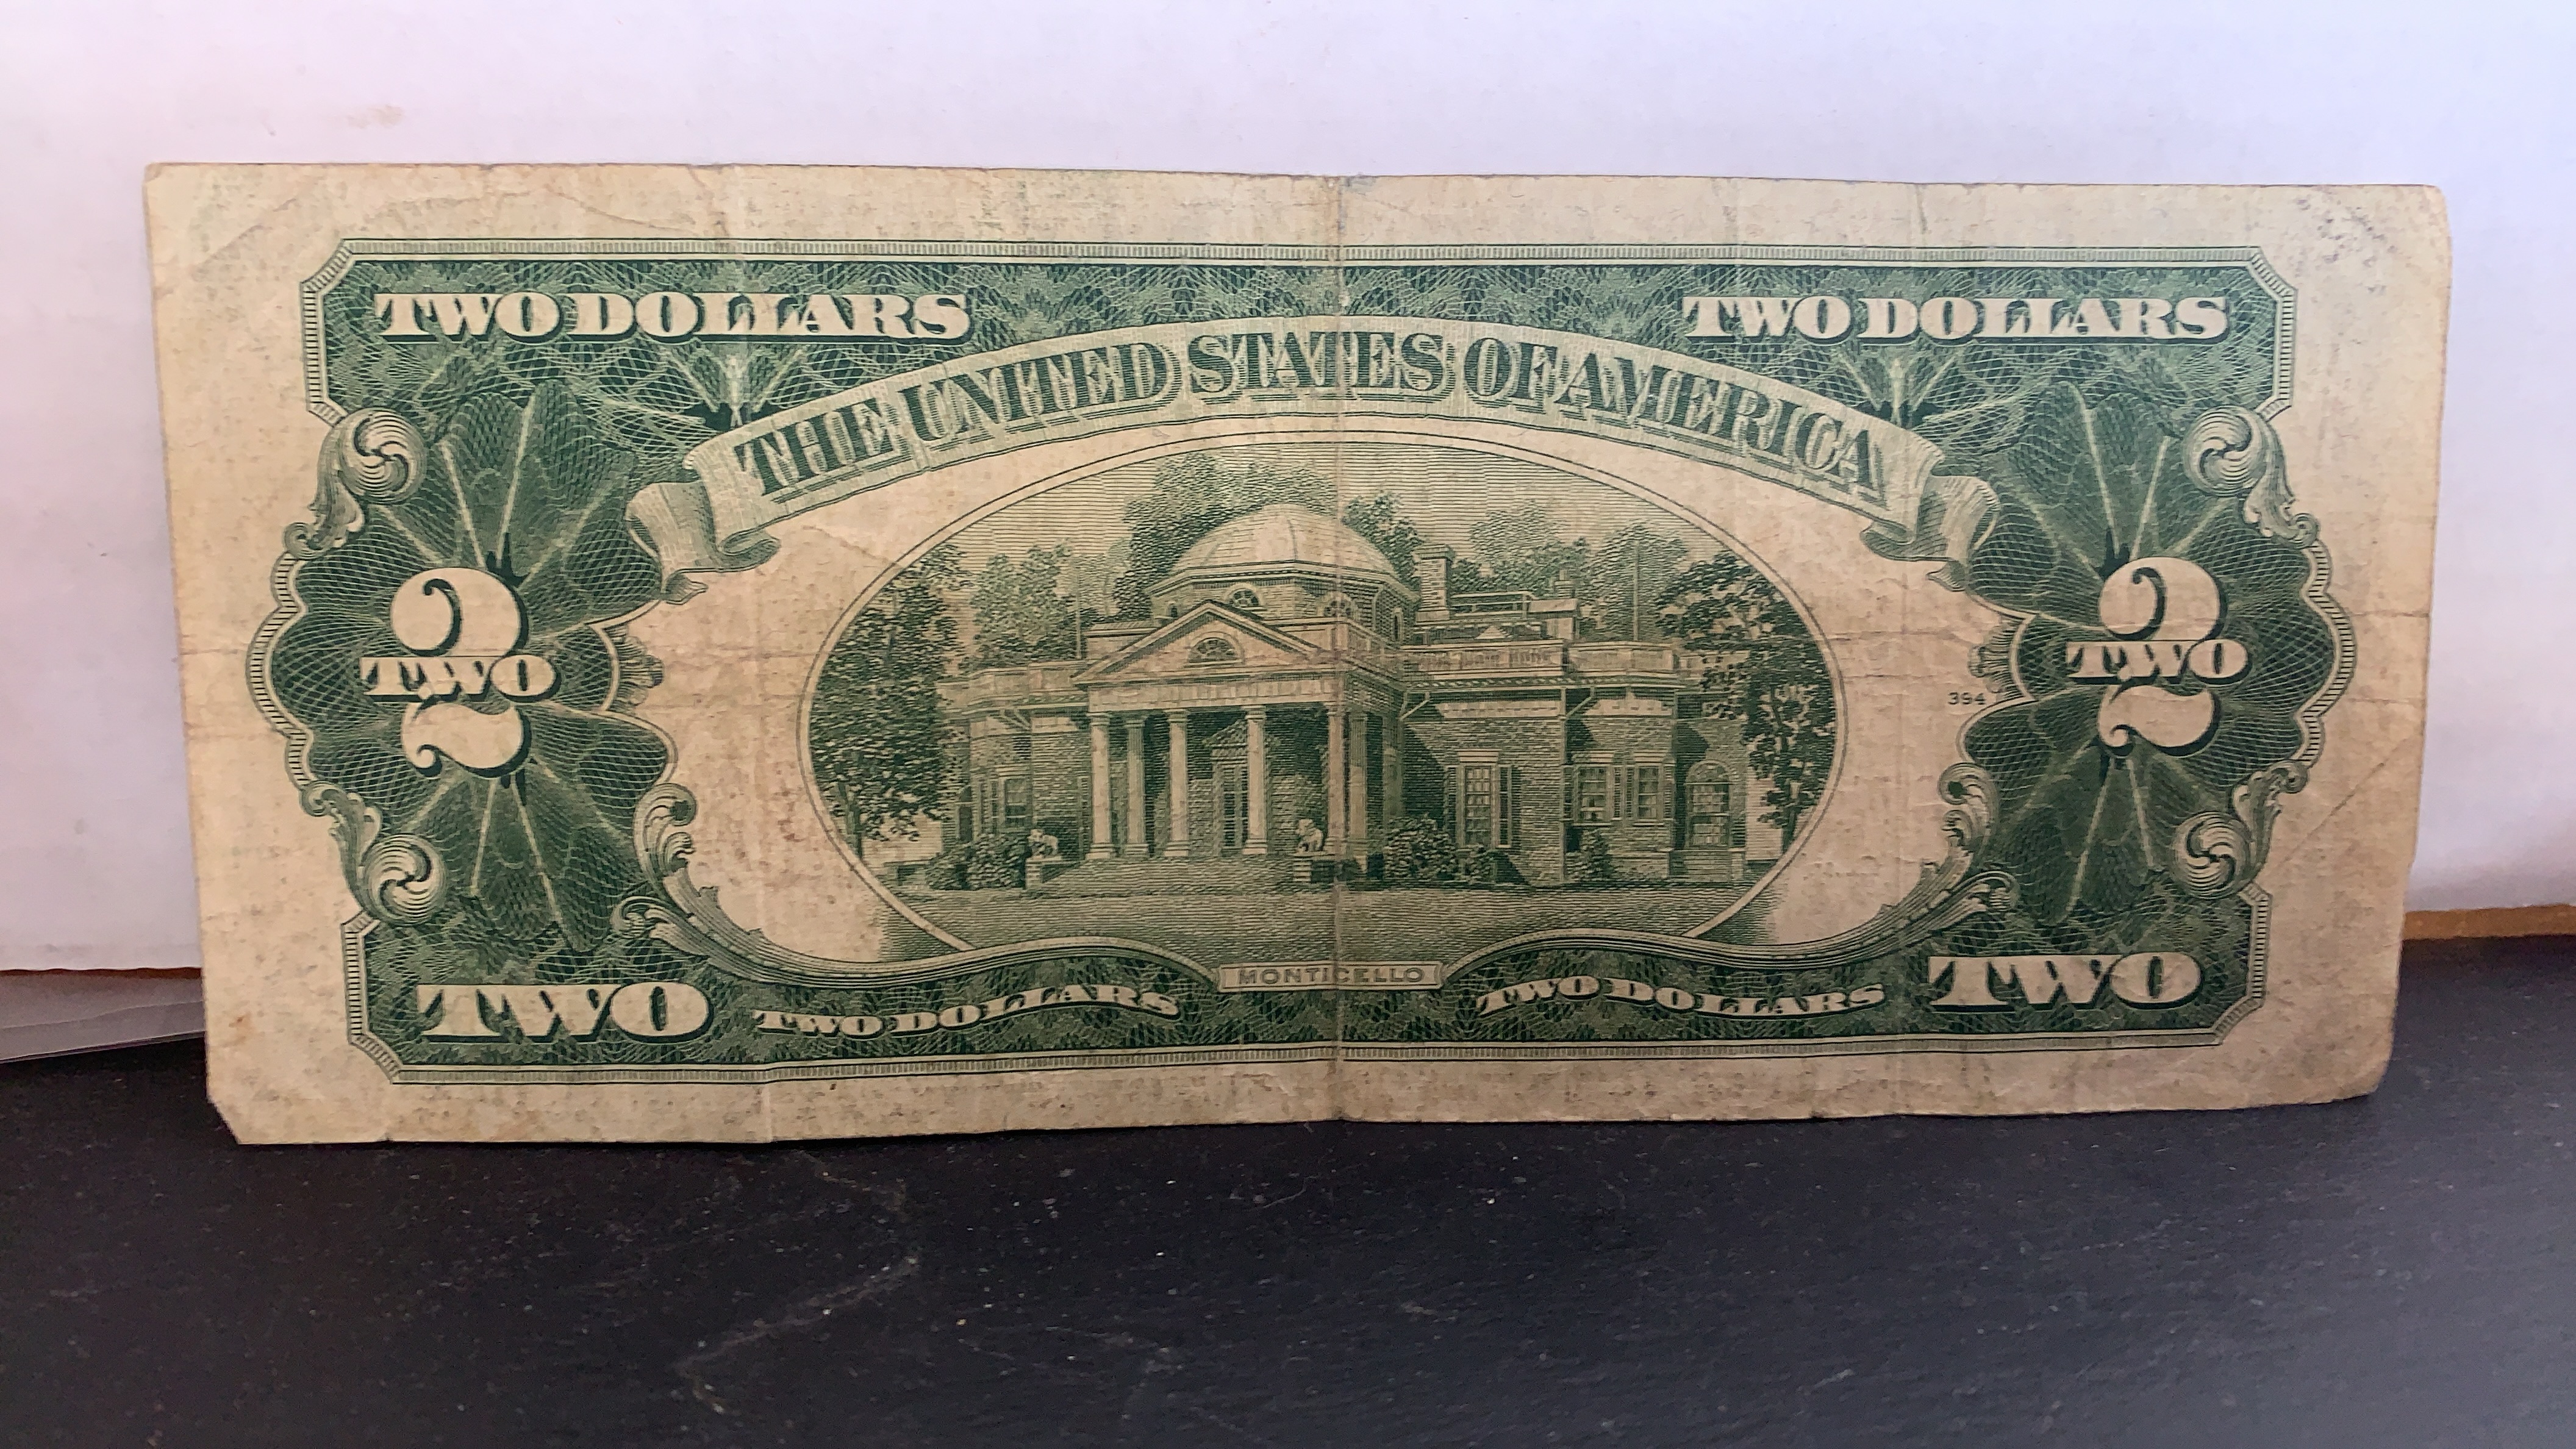 TWO DOLLARS
TWO DOLLARS
THE UNITED STATES OF AMERICA
2
TWO
2
TWO
394
MONTICELLO
TWO
TWO DOLLARS
TWO DOLLARS
TWO